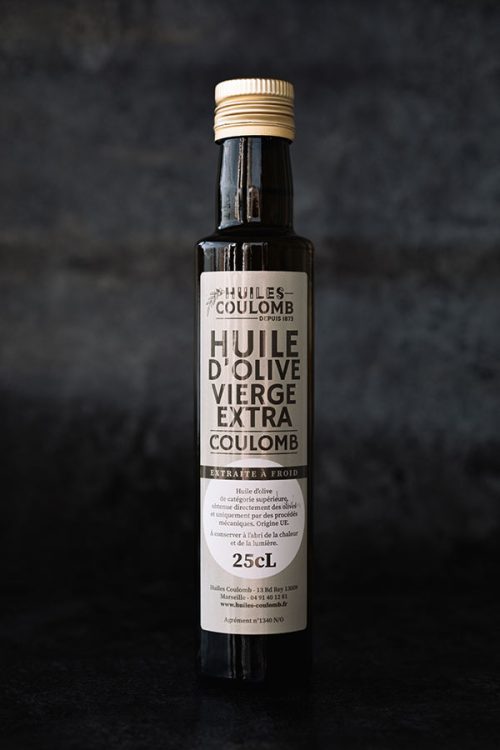 HUILES
COULOMB
DEPUIS 1873
HUILE
D'OLIVE
VIERGE
EXTRA
COULOMB
EXTRAITE À FROID
Huile d'olive
de catégorie supérieure,
obtenue directement des olives
et uniquement par des procédés
mécaniques. Origine UE.
A conserver à l'abri de la chaleur
et de la lumière.
25cL
Huiles Coulomb - 13 Bd Rey 13009
Marseille - 04 91 40 12 81
www.huiles-coulomb.fr
Agrément n°1340 N/O